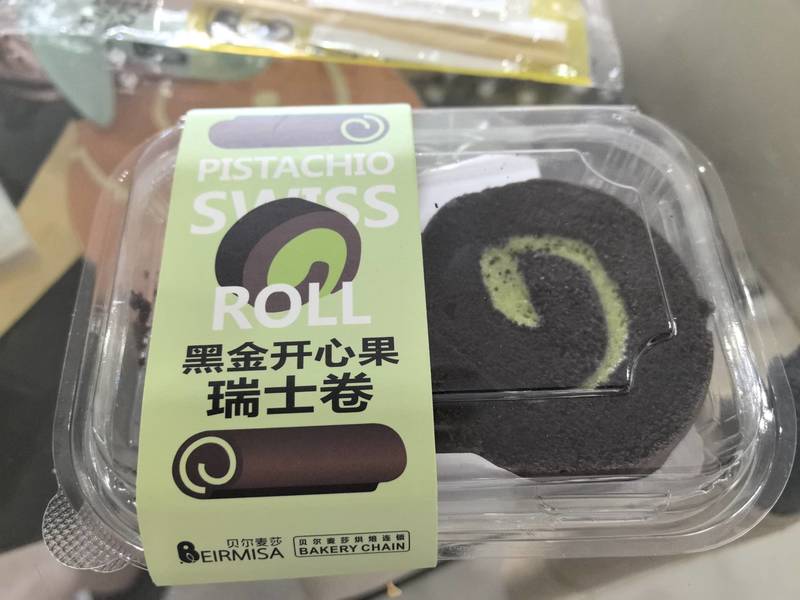 PISTACHIO
SWISS
ROLL
黑金开心果
瑞士卷
贝尔麦莎
BEIRMISA
贝尔麦莎烘焙连锁
BAKERY CHAIN